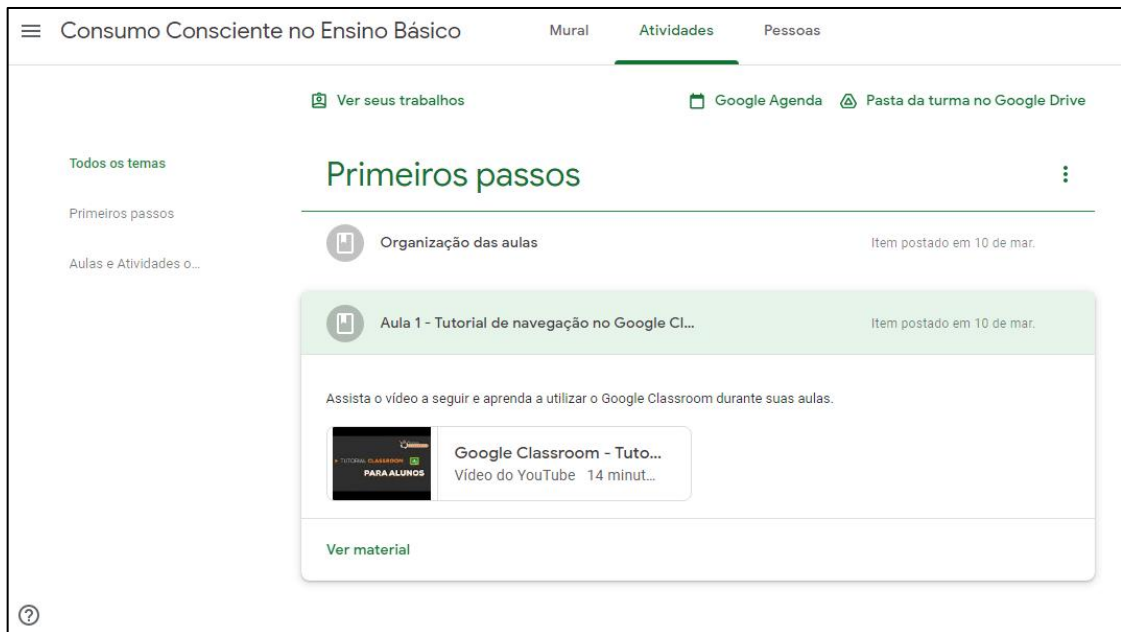 Consumo Consciente no Ensino Básico
Mural
Atividades
Pessoas
Ver seus trabalhos
Google Agenda
Pasta da turma no Google Drive
Todos os temas
Primeiros passos
Aulas e Atividades o...
Primeiros passos
Organização das aulas
Item postado em 10 de mar.
Aula 1 - Tutorial de navegação no Google Cl...
Item postado em 10 de mar.
Assista o vídeo a seguir e aprenda a utilizar o Google Classroom durante suas aulas.
TUTORIAL CLASSROOM
PARA ALUNOS
Google Classroom - Tuto...
Vídeo do YouTube 14 minut...
Ver material